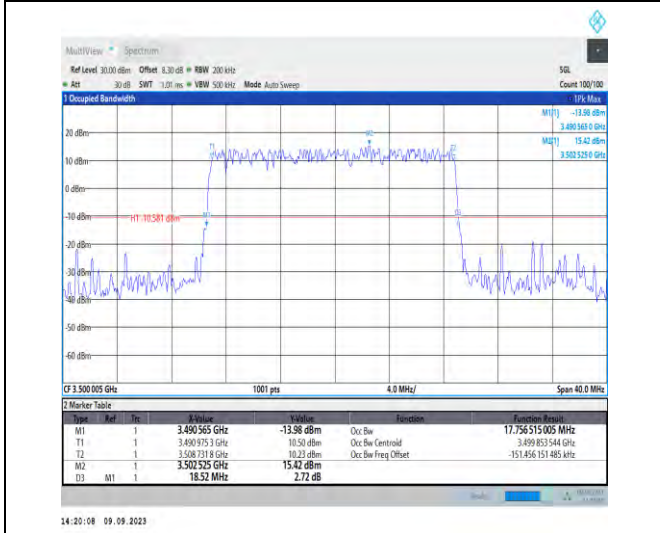 MultiView Spectrum
Ref Level 30.00 dBm Offset 8.30 dB RBW 200 kHz SGL
Att 30 dB SWT 1.01 ms VBW 500 kHz Mode Auto Sweep Count 100/100
1 Occupied Bandwidth 1Pk Max
M1(1) -13.98 dBm
3.490 565 0 GHz
20 dBm
15.42 dBm
3.502 525 0 GHz
M2
T1
T2
10 dBm
0 dBm
-10 dBm
H1 -10.581 dBm
M1
D3
-20 dBm
-30 dBm
-40 dBm
-50 dBm
-60 dBm
CF 3.500 005 GHz 1001 pts 4.0 MHz/ Span 40.0 MHz
2 Marker Table
Type Ref Trc X-Value Y-Value Function Function Result
M1 1 3.490 565 GHz -13.98 dBm Occ Bw 17.756 515 005 MHz
T1 1 3.490 975 3 GHz 10.50 dBm Occ Bw Centroid 3.499 853 544 GHz
T2 1 3.508 731 8 GHz 10.23 dBm Occ Bw Freq Offset -151.456 151 485 kHz
M2 1 3.502 525 GHz 15.42 dBm
D3 M1 1 18.52 MHz 2.72 dB
14:20:08 09.09.2023